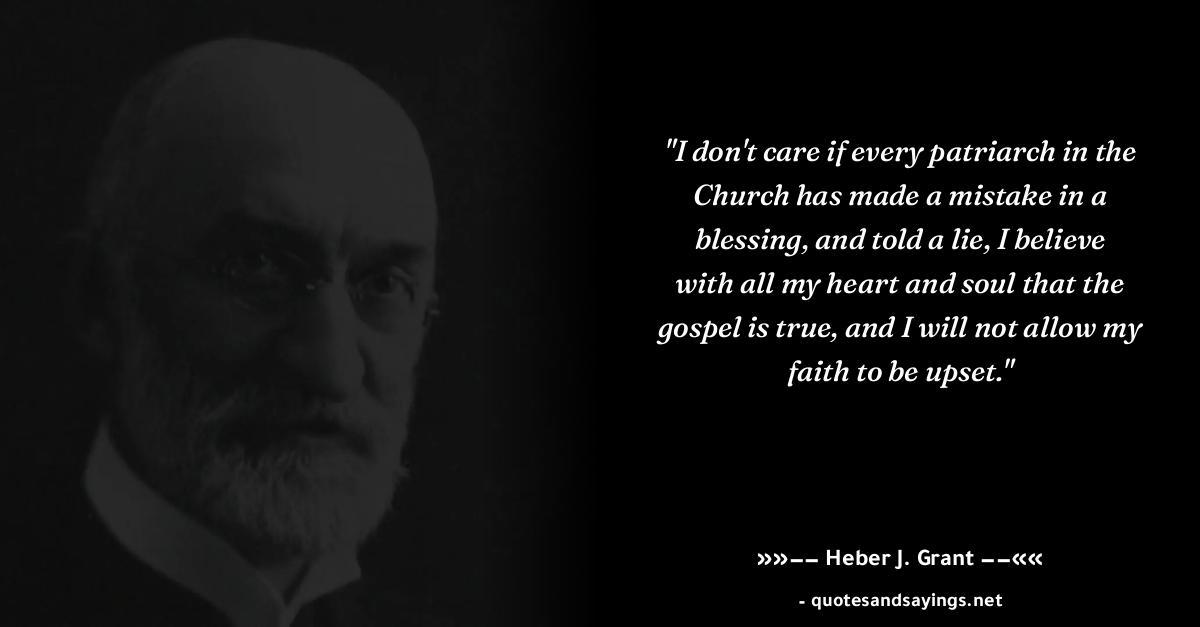 "I don't care if every patriarch in the
Church has made a mistake in a
blessing, and told a lie, I believe
with all my heart and soul that the
gospel is true, and I will not allow my
faith to be upset."
»»−− Heber J. Grant −−««
- quotesandsayings.net